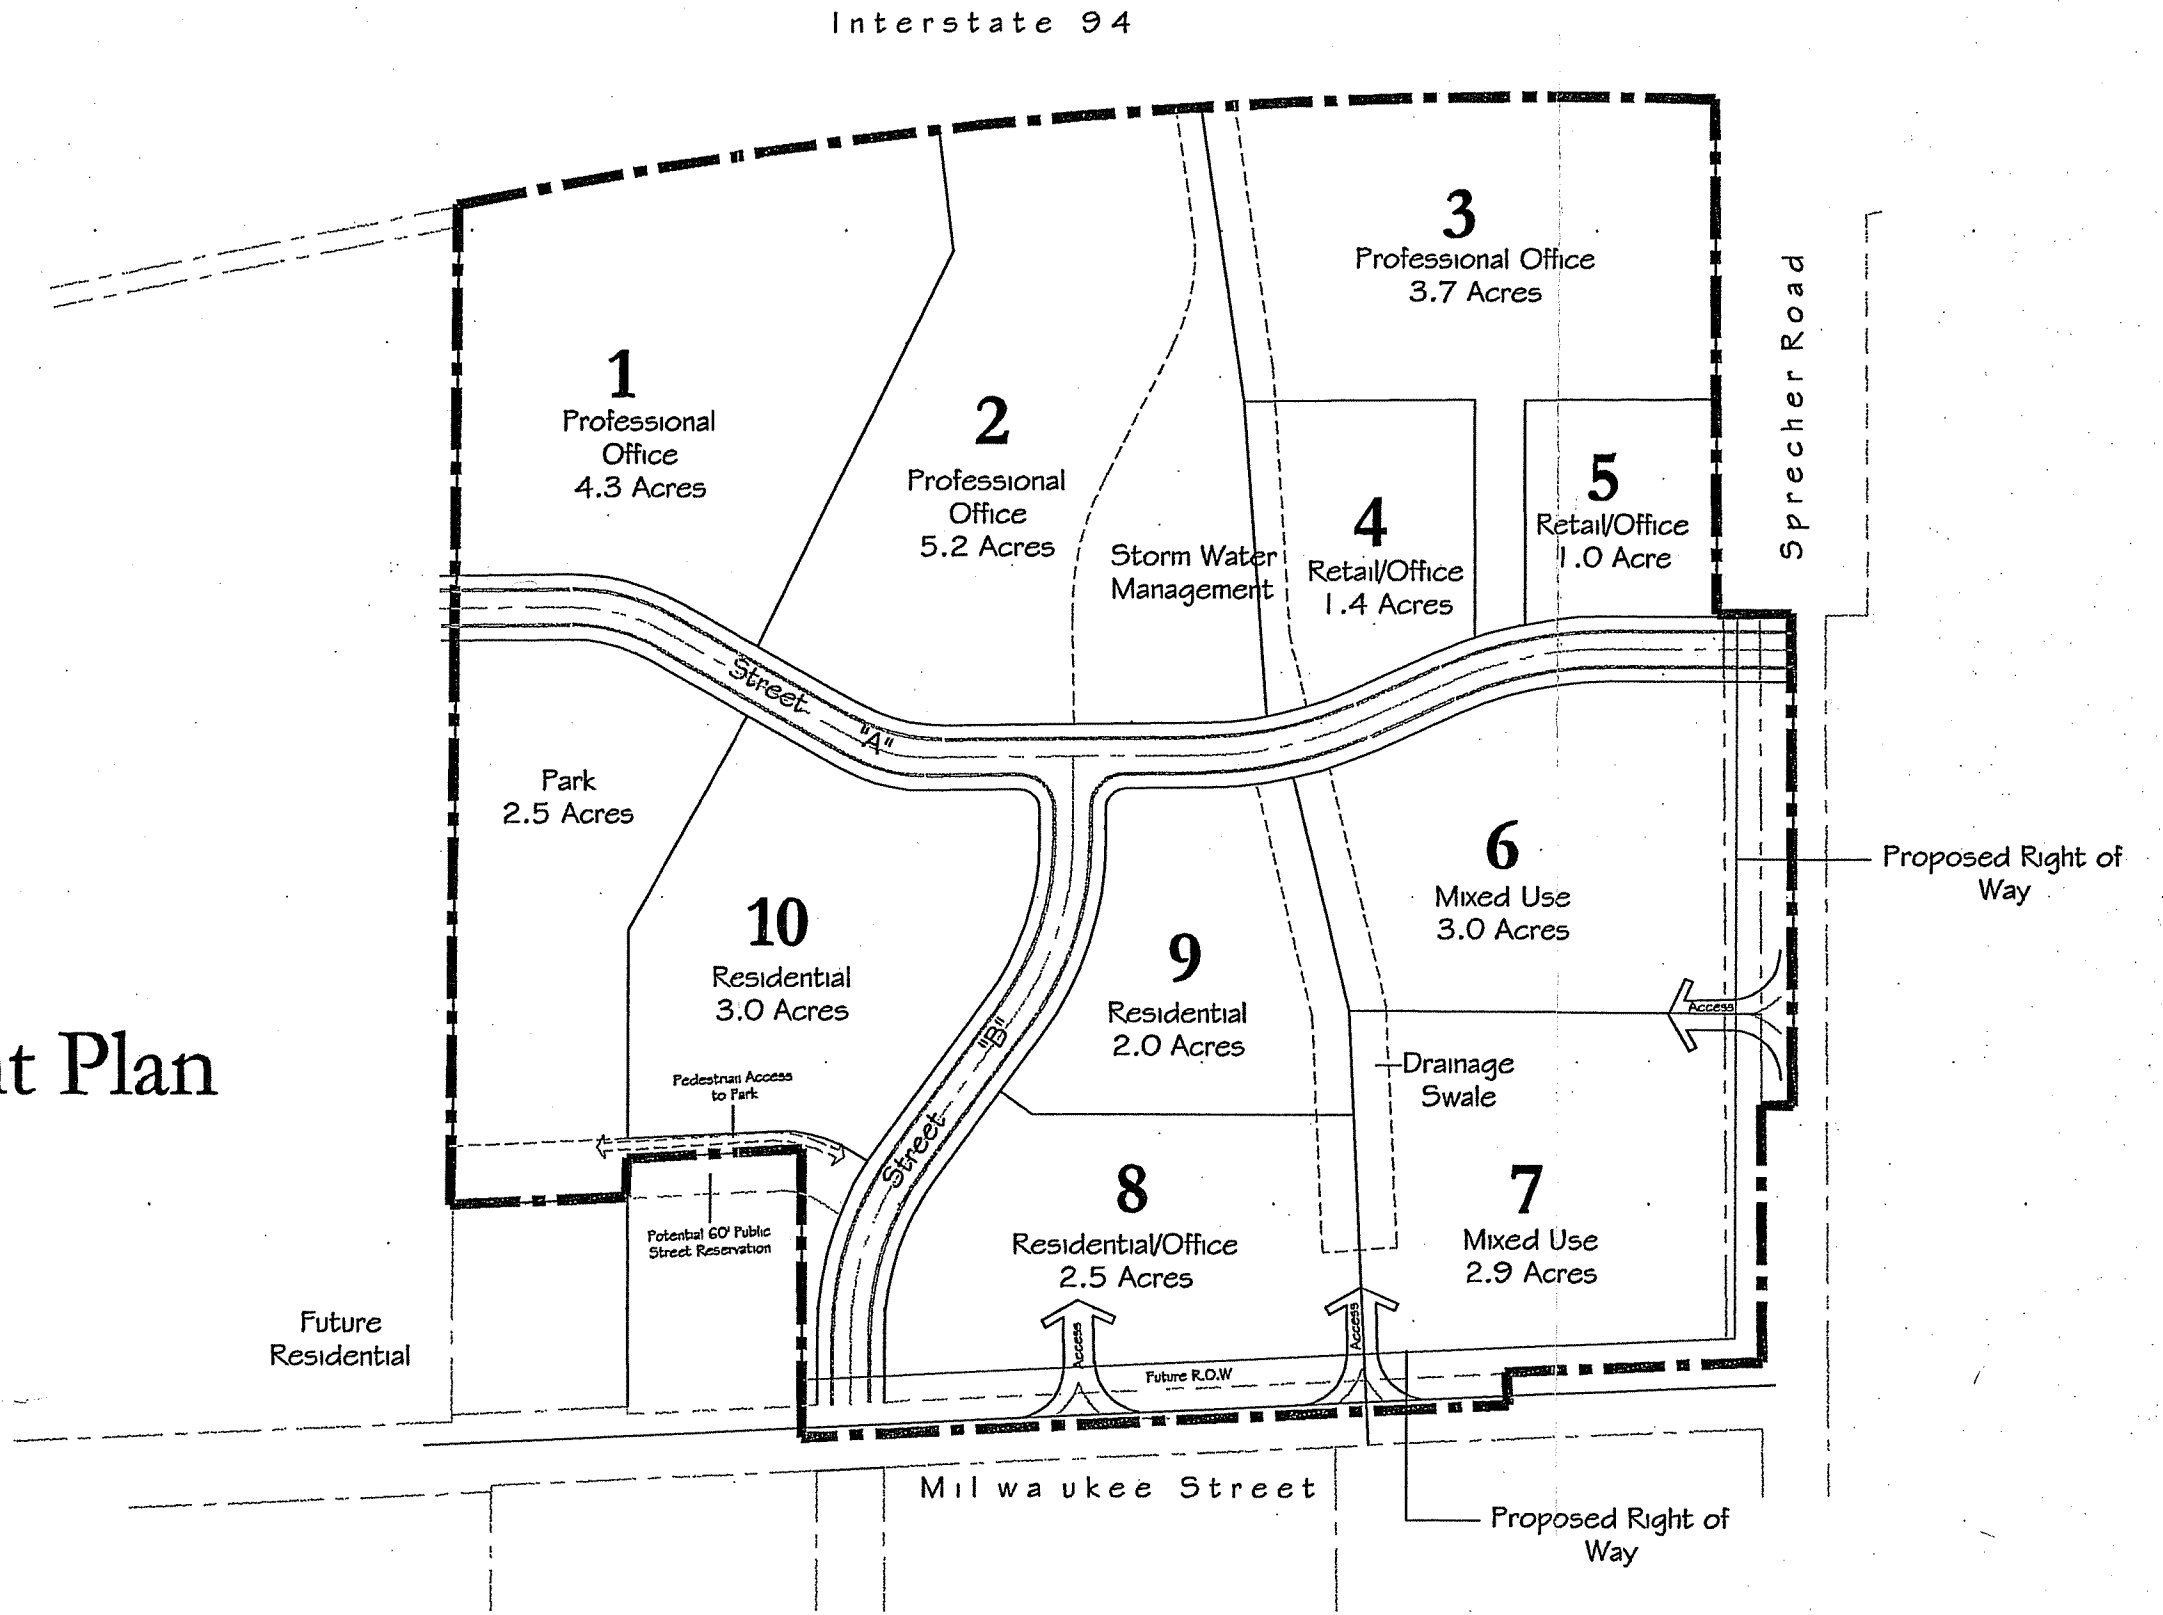 Interstate 94
3
Professional Office
3.7 Acres
Sprecher Road
1
Professional
Office
4.3 Acres
2
Professional
Office
5.2 Acres
Storm Water
Management
4
Retail/Office
1.4 Acres
5
Retail/Office
1.0 Acre
Street "A"
Park
2.5 Acres
6
Mixed Use
3.0 Acres
Proposed Right of
Way
10
Residential
3.0 Acres
9
Residential
2.0 Acres
Access
Drainage
Swale
t Plan
Pedestrian Access
to Park
Street "B"
Potential 60' Public
Street Reservation
8
Residential/Office
2.5 Acres
7
Mixed Use
2.9 Acres
Future
Residential
Access
Access
Future R.O.W
Milwaukee Street
Proposed Right of
Way